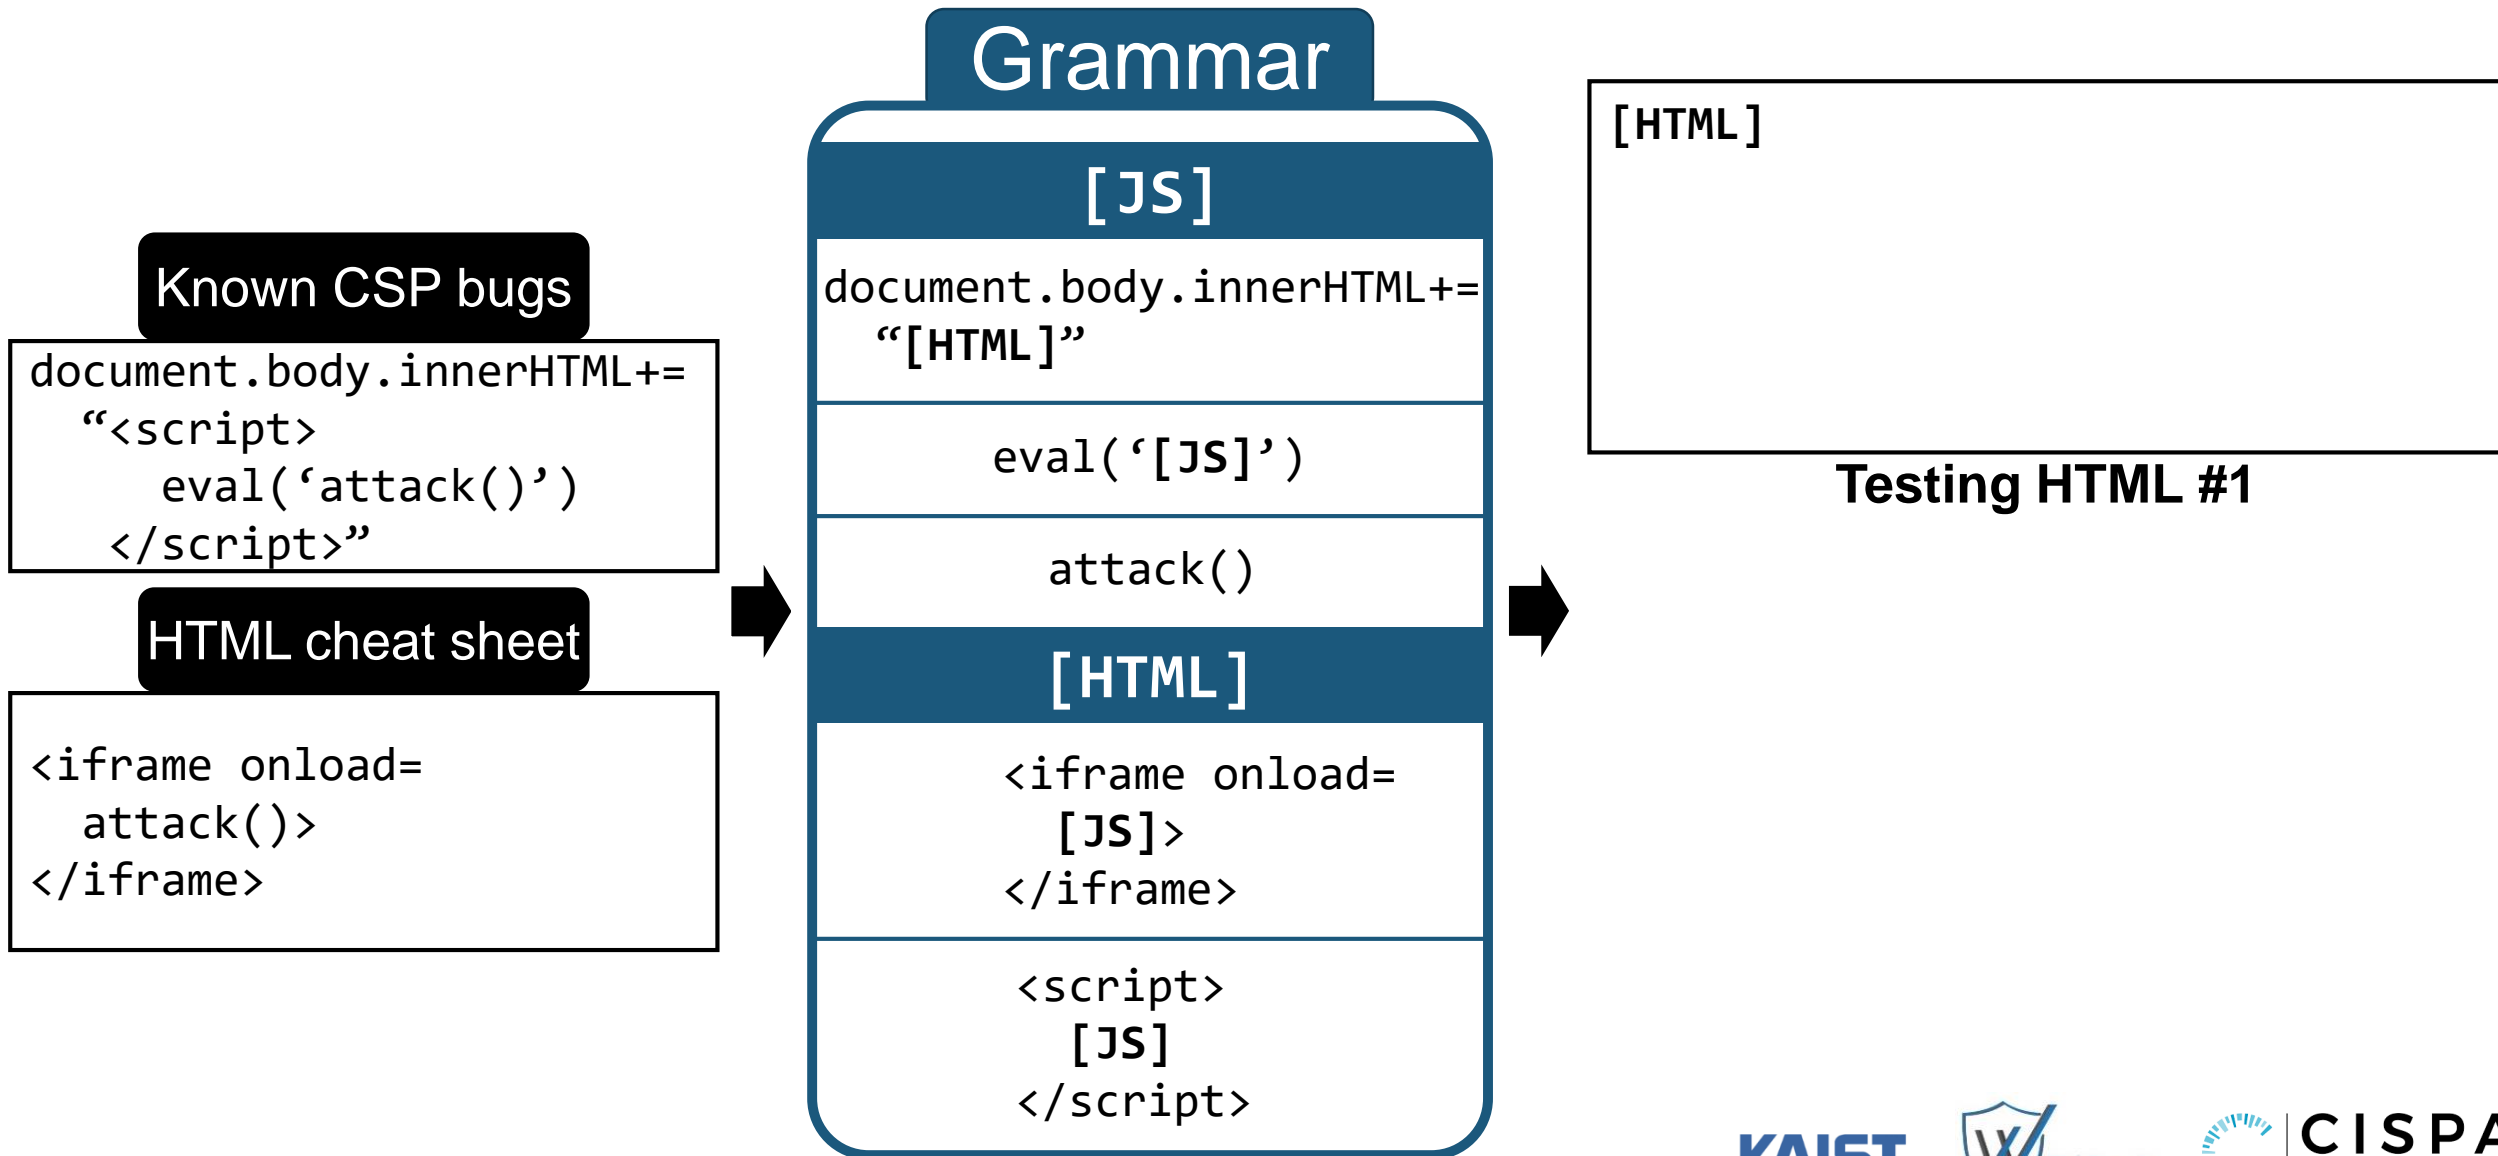 Known CSP bugs
document.body.innerHTML+=
“<script>
eval(‘attack()’)
</script>”
HTML cheat sheet
<iframe onload=
attack()>
</iframe>
Grammar
[JS]
document.body.innerHTML+=
“[HTML]”
eval(‘[JS]’)
attack()
[HTML]
<iframe onload=
[JS]>
</iframe>
<script>
[JS]
</script>
[HTML]
Testing HTML #1
KAIST
CISPA